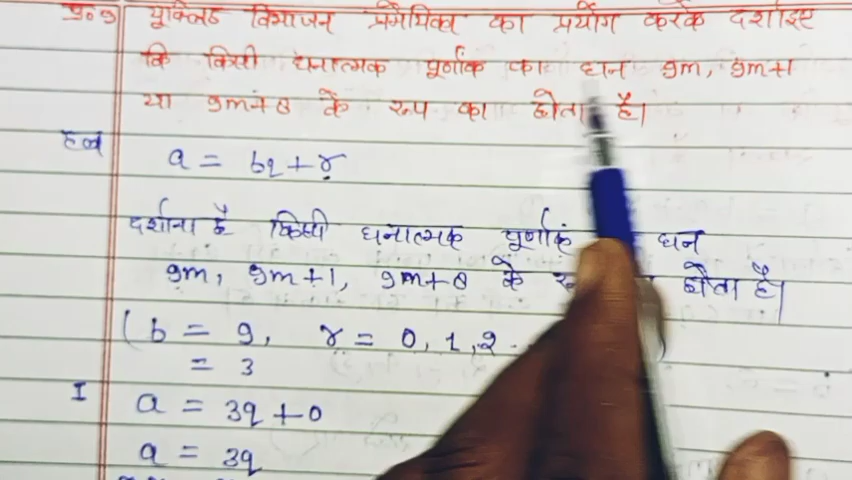 प्र०9 यूक्लिड विभाजन प्रमेयिका का प्रयोग करके दर्शाइए
कि किसी धनात्मक पूर्णांक का घन 9m, 9m+1
या 9m+8 के रूप का होता है।
हल a = bq + r
दर्शाना है किसी धनात्मक पूर्णांक घन
9m, 9m+1, 9m+8 के होता है।
( b = 9, r = 0, 1, 2 )
= 3
I a = 3q + 0
a = 3q